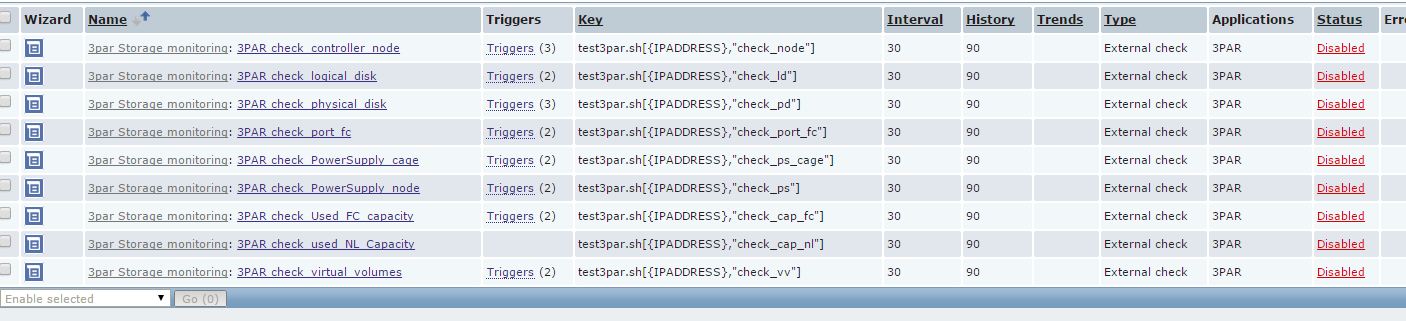 Wizard Name Triggers Key Interval History Trends Type Applications Status Erro
3par Storage monitoring: 3PAR check_controller_node Triggers (3) test3par.sh[{IPADDRESS},"check_node"] 30 90 External check 3PAR Disabled
3par Storage monitoring: 3PAR check_logical_disk Triggers (2) test3par.sh[{IPADDRESS},"check_ld"] 30 90 External check 3PAR Disabled
3par Storage monitoring: 3PAR check_physical_disk Triggers (3) test3par.sh[{IPADDRESS},"check_pd"] 30 90 External check 3PAR Disabled
3par Storage monitoring: 3PAR check_port_fc Triggers (2) test3par.sh[{IPADDRESS},"check_port_fc"] 30 90 External check 3PAR Disabled
3par Storage monitoring: 3PAR check_PowerSupply_cage Triggers (2) test3par.sh[{IPADDRESS},"check_ps_cage"] 30 90 External check 3PAR Disabled
3par Storage monitoring: 3PAR check_PowerSupply_node Triggers (2) test3par.sh[{IPADDRESS},"check_ps"] 30 90 External check 3PAR Disabled
3par Storage monitoring: 3PAR check_Used_FC_capacity Triggers (2) test3par.sh[{IPADDRESS},"check_cap_fc"] 30 90 External check 3PAR Disabled
3par Storage monitoring: 3PAR check_used_NL_Capacity test3par.sh[{IPADDRESS},"check_cap_nl"] 30 90 External check 3PAR Disabled
3par Storage monitoring: 3PAR check_virtual_volumes Triggers (2) test3par.sh[{IPADDRESS},"check_vv"] 30 90 External check 3PAR Disabled
Enable selected Go (0)